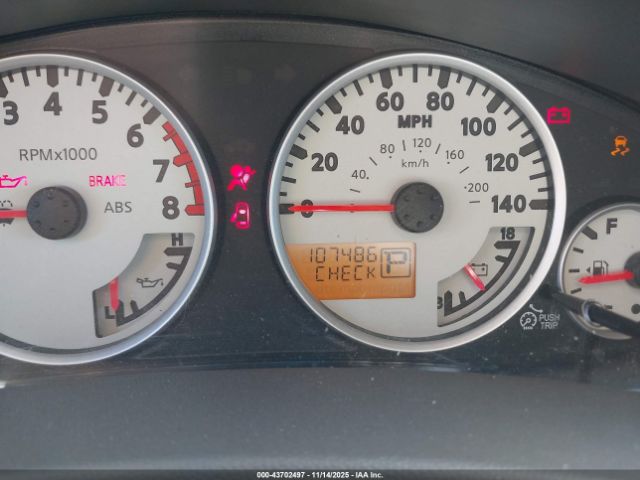 3 4 5 6 7 8
RPMx1000
BRAKE
ABS
H
L
0 20 40 60 80 100 120 140
MPH
40 80 120 160 200
km/h
107486 P
CHECK
18
8
F
PUSH
TRIP
000-43702497 - 11/14/2025 - IAA Inc.